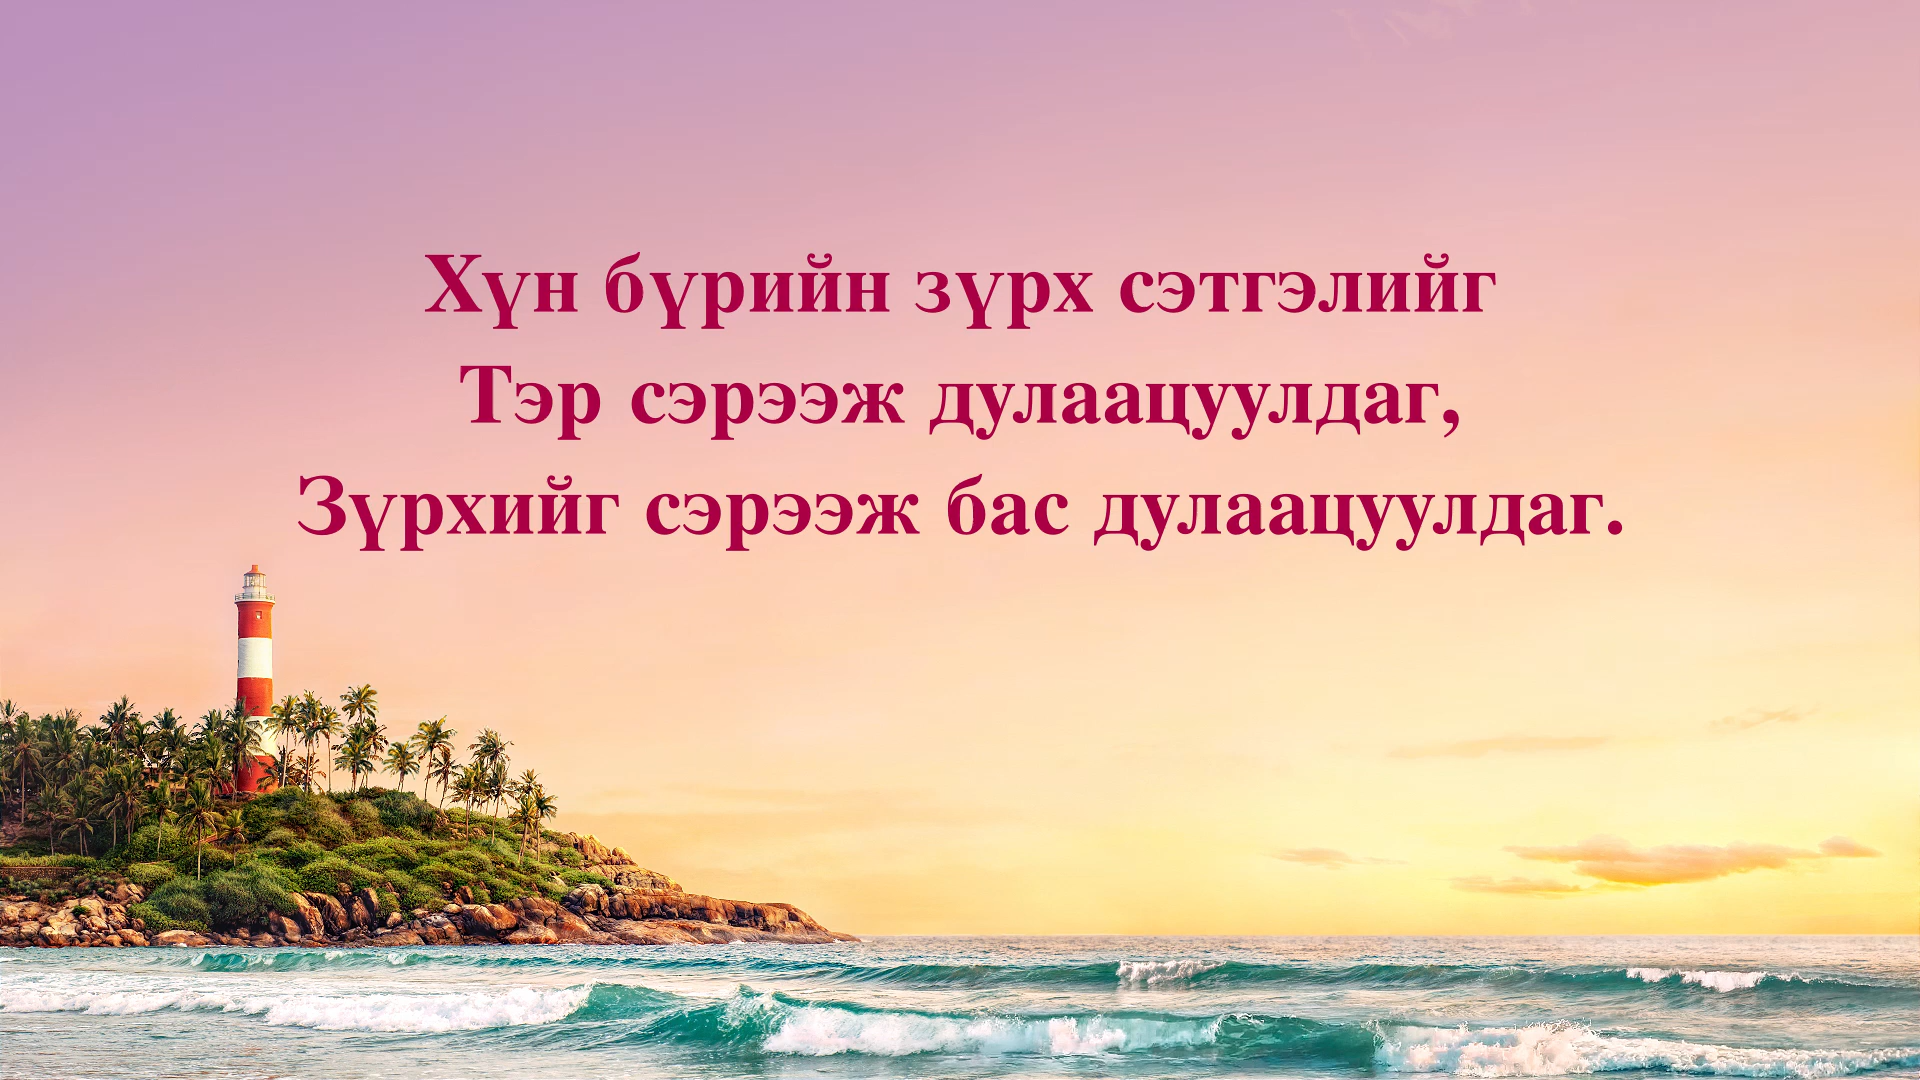 Хүн бүрийн зүрх сэтгэлийг
Тэр сэрээж дулаацуулдаг,
Зүрхийг сэрээж бас дулаацуулдаг.